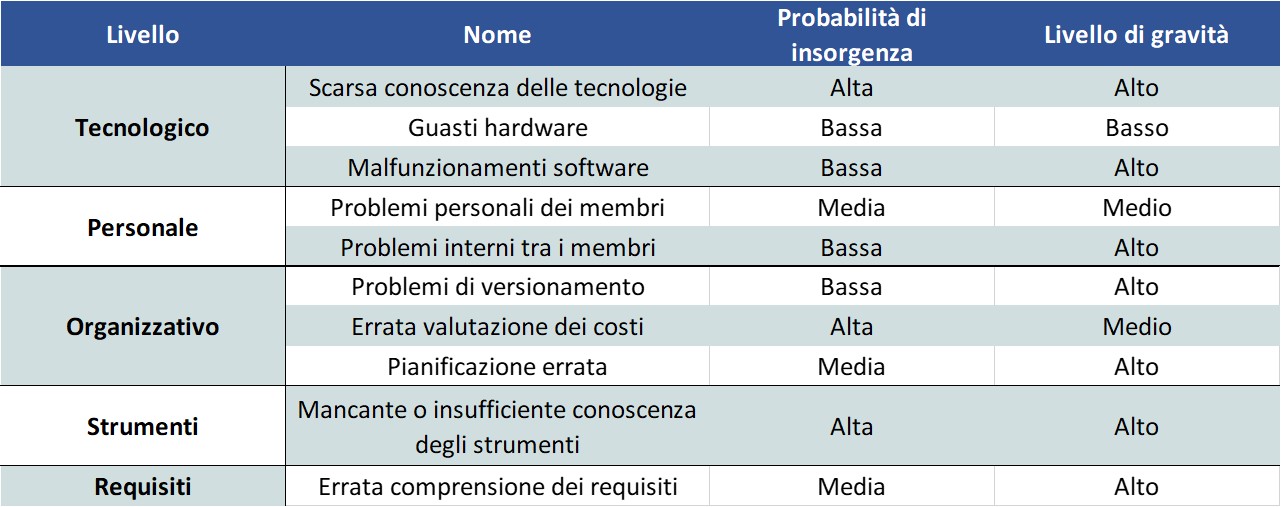 Livello Nome Probabilità di insorgenza Livello di gravità
Tecnologico
Scarsa conoscenza delle tecnologie Alta Alto
Guasti hardware Bassa Basso
Malfunzionamenti software Bassa Alto
Personale
Problemi personali dei membri Media Medio
Problemi interni tra i membri Bassa Alto
Organizzativo
Problemi di versionamento Bassa Alto
Errata valutazione dei costi Alta Medio
Pianificazione errata Media Alto
Strumenti
Mancante o insufficiente conoscenza
degli strumenti Alta Alto
Requisiti Errata comprensione dei requisiti Media Alto